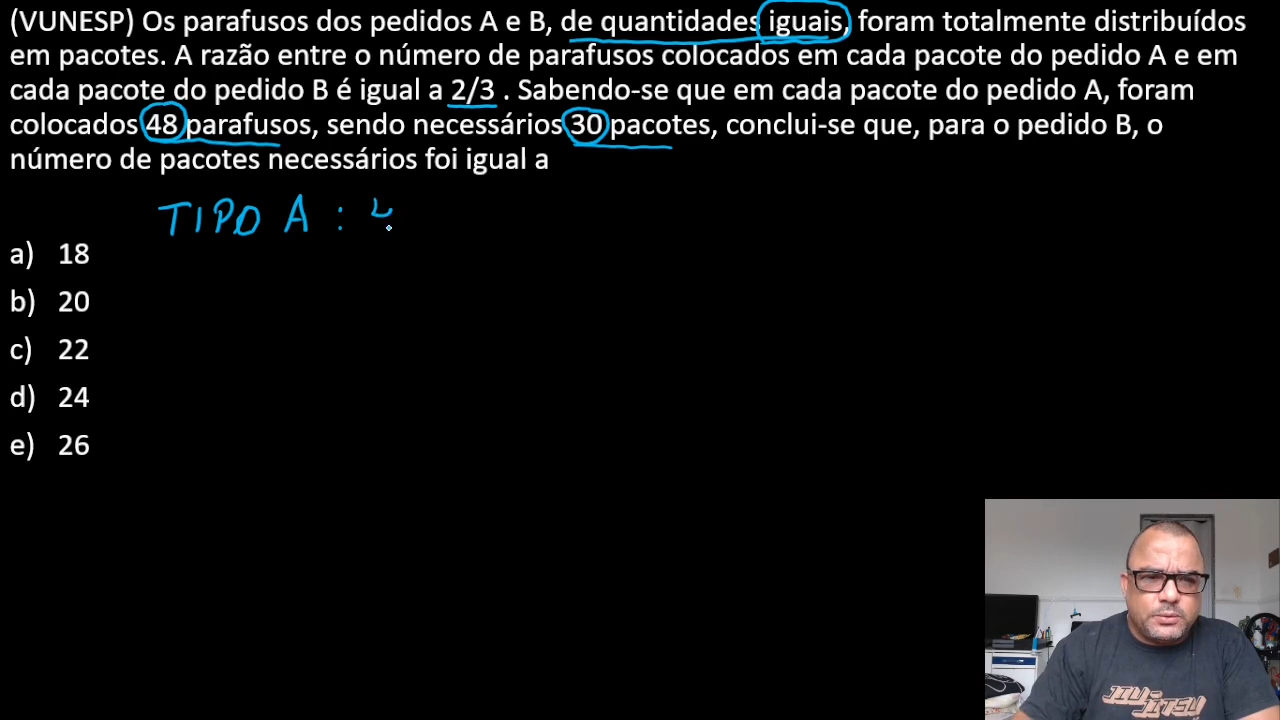 (VUNESP) Os parafusos dos pedidos A e B, de quantidades iguais, foram totalmente distribuídos
em pacotes. A razão entre o número de parafusos colocados em cada pacote do pedido A e em
cada pacote do pedido B é igual a 2/3 . Sabendo-se que em cada pacote do pedido A, foram
colocados 48 parafusos, sendo necessários 30 pacotes, conclui-se que, para o pedido B, o
número de pacotes necessários foi igual a
TIPO A :
a) 18
b) 20
c) 22
d) 24
e) 26
JIU-JITSU